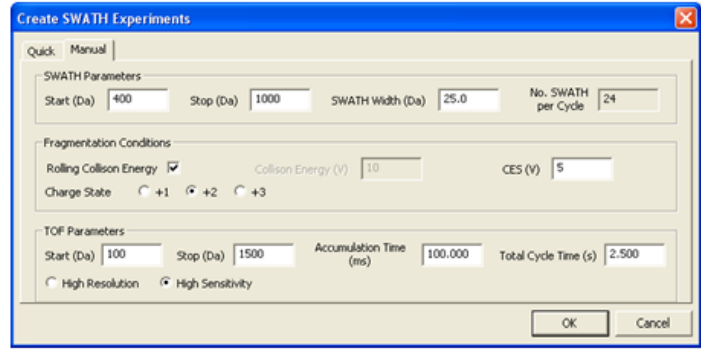 Create SWATH Experiments
Quick Manual
SWATH Parameters
Start (Da) 400 Stop (Da) 1000 SWATH Width (Da) 25.0 No. SWATH per Cycle 24
Fragmentation Conditions
Rolling Collison Energy Collison Energy (V) 10 CES (V) 5
Charge State +1 +2 +3
TOF Parameters
Start (Da) 100 Stop (Da) 1500 Accumulation Time (ms) 100.000 Total Cycle Time (s) 2.500
High Resolution High Sensitivity
OK Cancel